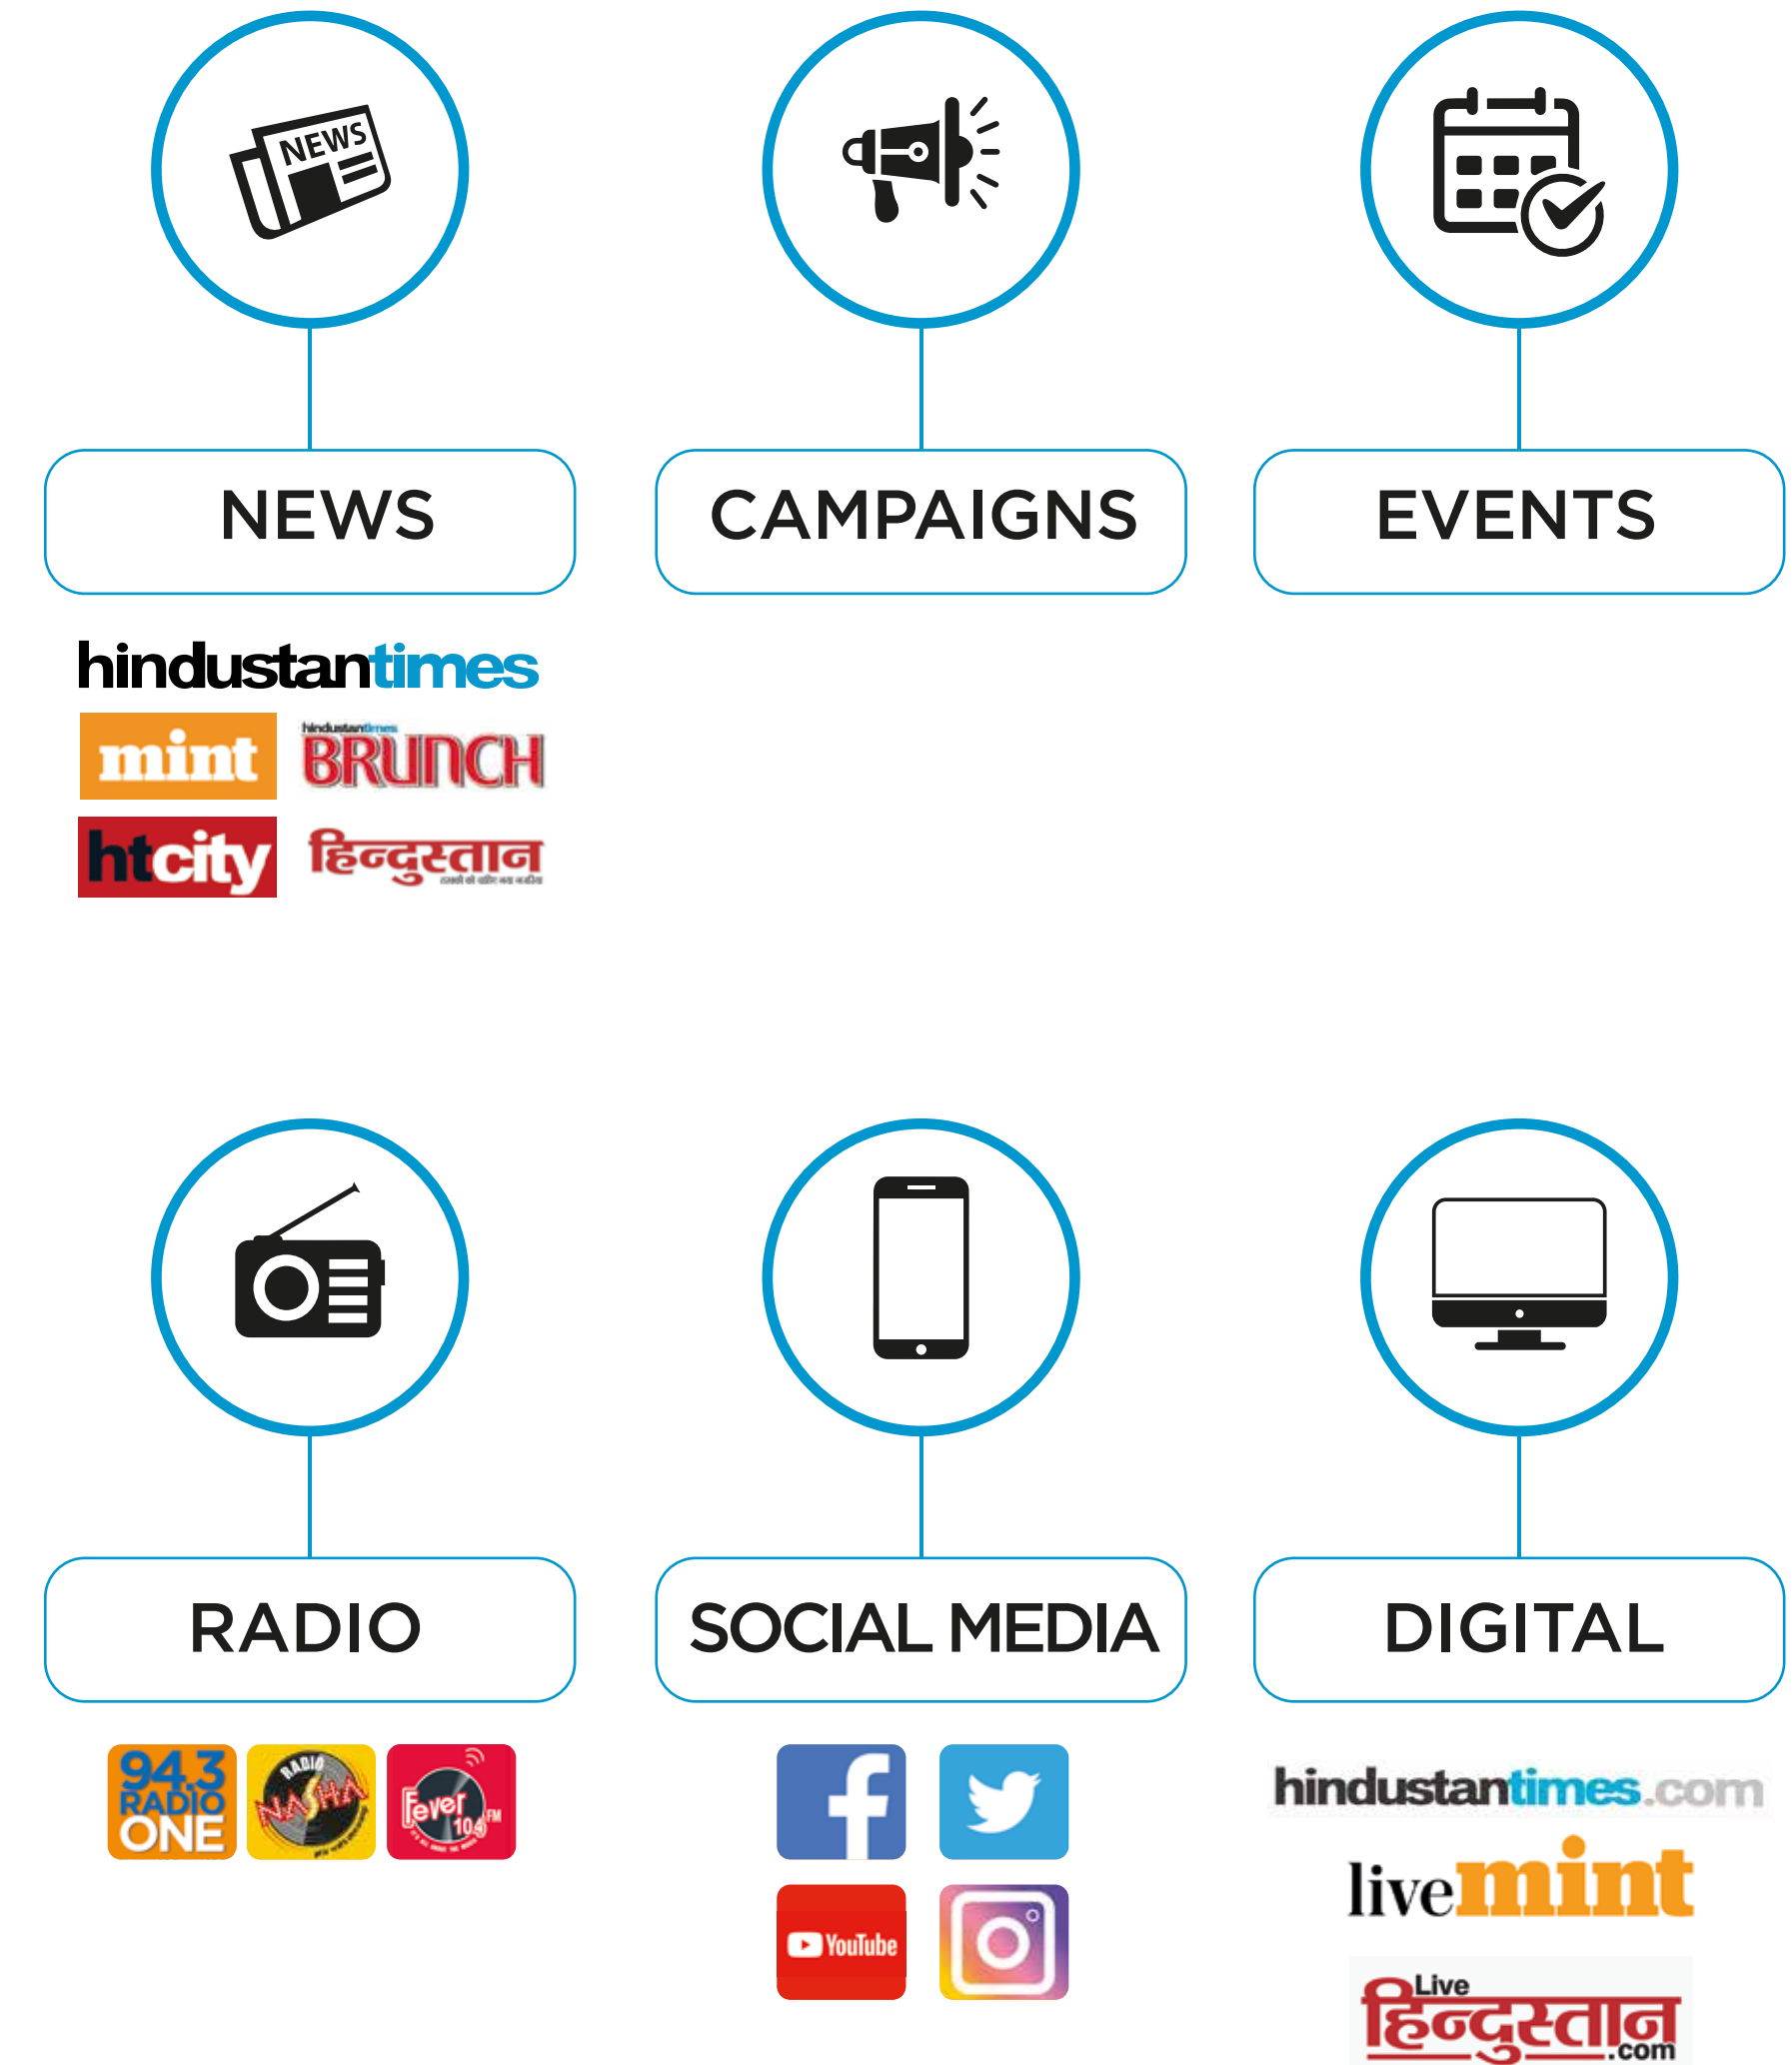 NEWS
NEWS
CAMPAIGNS
EVENTS
hindustantimes
mint
hindustantimes
BRUNCH
htcity
हिन्दुस्तान
RADIO
SOCIAL MEDIA
DIGITAL
94.3
RADIO
ONE
RADIO
NASHA
Fever
104 FM
YouTube
hindustantimes.com
livemint
Live
हिन्दुस्तान
.com